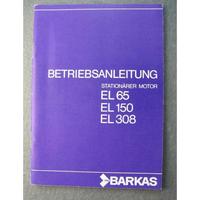 BETRIEBSANLEITUNG
STATIONÄRER MOTOR
EL 65
EL 150
EL 308
BARKAS